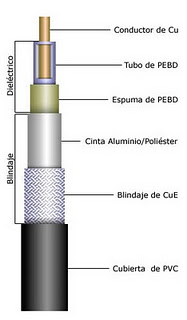 Conductor de Cu
Dieléctrico
Tubo de PEBD
Espuma de PEBD
Blindaje
Cinta Aluminio/Poliéster
Blindaje de CuE
Cubierta de PVC